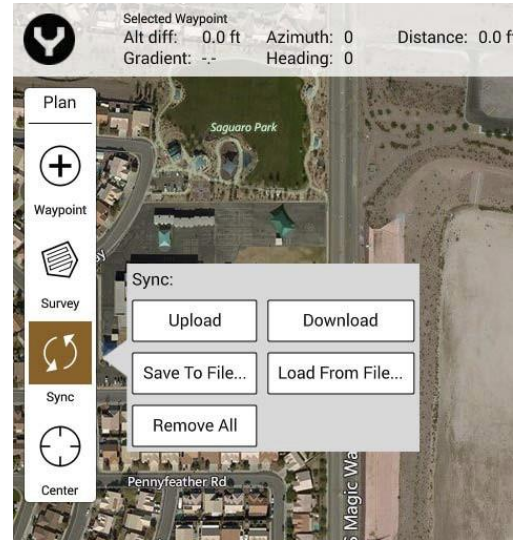 Selected Waypoint
Alt diff: 0.0 ft Azimuth: 0 Distance: 0.0 f
Gradient: -.- Heading: 0
Plan
Waypoint
Survey
Sync
Center
Sync:
Upload Download
Save To File... Load From File...
Remove All
Saguaro Park
Pennyfeather Rd
S Magic Wa